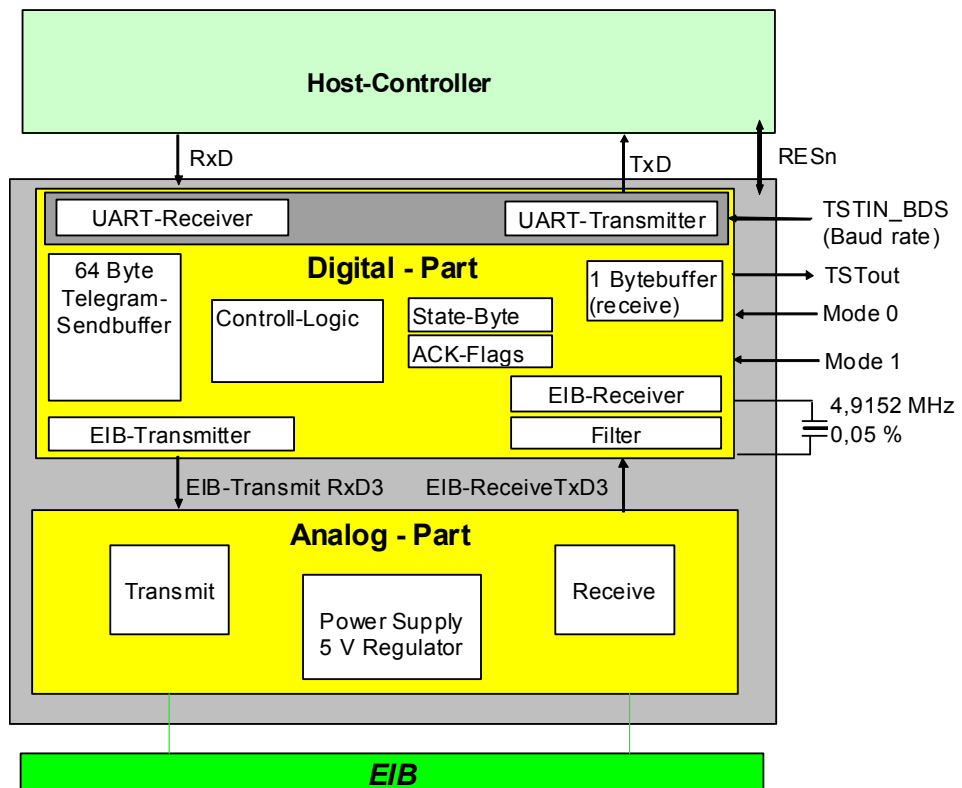 Host-Controller
RxD
TxD
RESn
UART-Receiver
UART-Transmitter
TSTIN_BDS
(Baud rate)
Digital - Part
64 Byte
Telegram-
Sendbuffer
Controll-Logic
State-Byte
ACK-Flags
1 Bytebuffer
(receive)
TSTout
Mode 0
Mode 1
EIB-Receiver
4,9152 MHz
0,05 %
EIB-Transmitter
Filter
EIB-Transmit RxD3
EIB-ReceiveTxD3
Analog - Part
Transmit
Power Supply
5 V Regulator
Receive
EIB